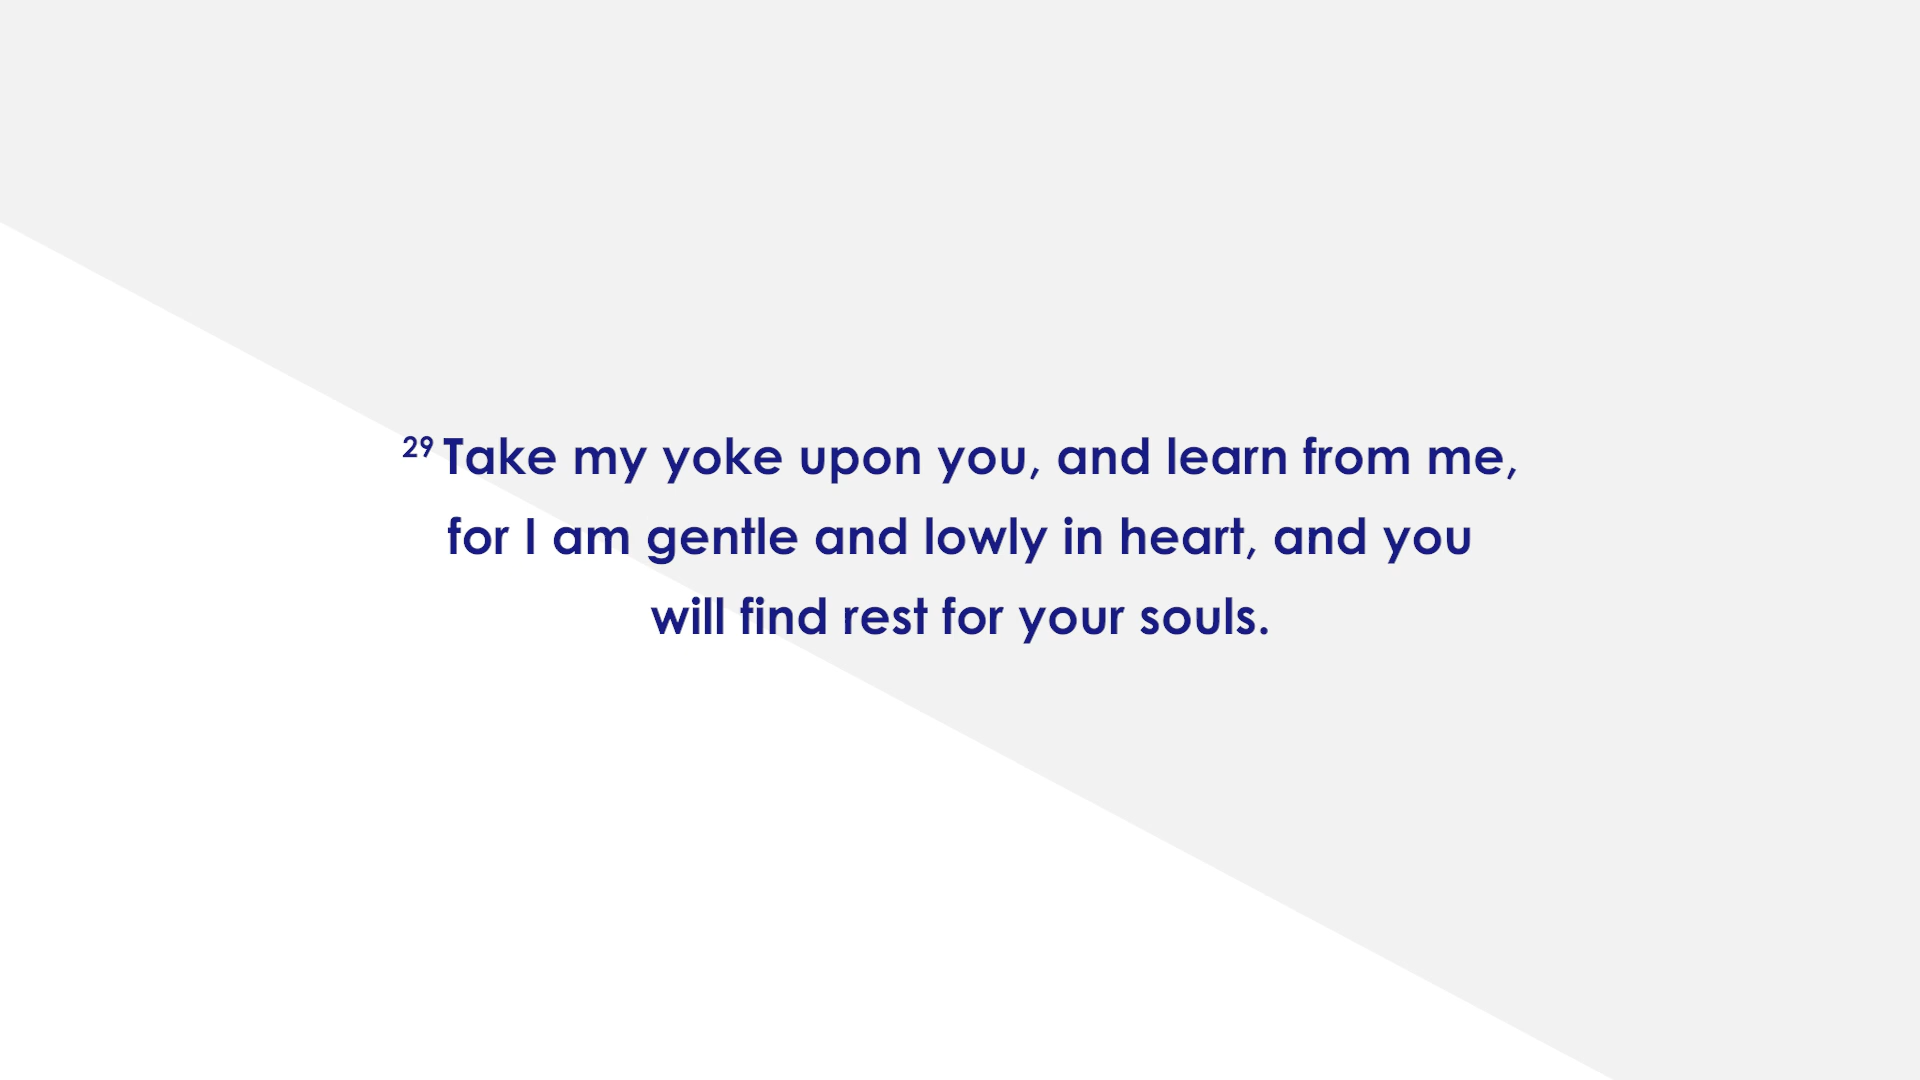 29 Take my yoke upon you, and learn from me,
for I am gentle and lowly in heart, and you
will find rest for your souls.